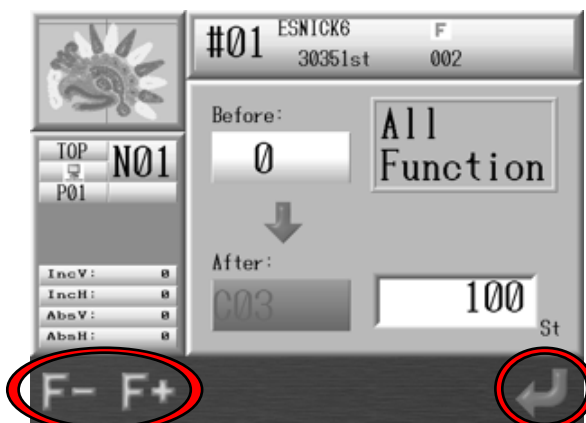 #01 ESNICK6 F
30351st 002
TOP N01
P01
Before:
0
All
Function
After:
C03
100
St
IncV: 0
IncH: 0
AbsV: 0
AbsH: 0
F- F+